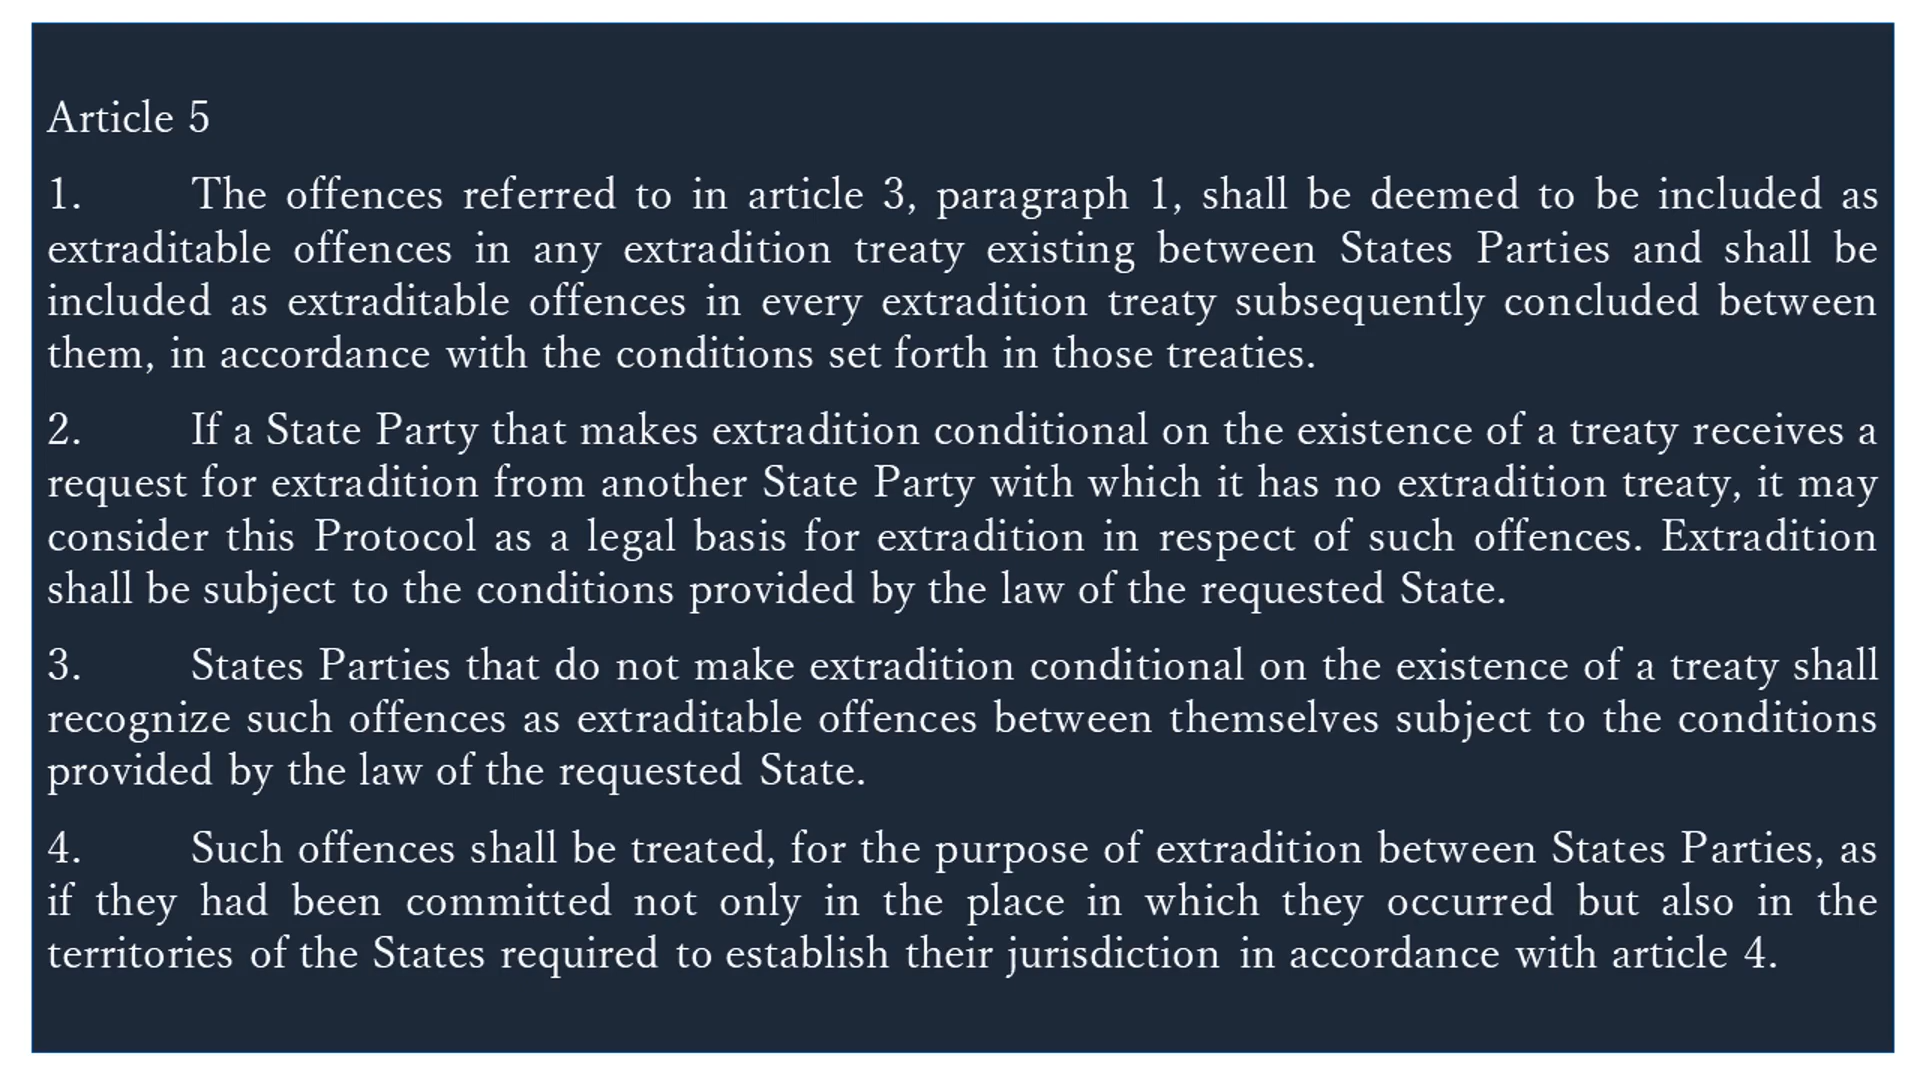 Article 5
1. The offences referred to in article 3, paragraph 1, shall be deemed to be included as
extraditable offences in any extradition treaty existing between States Parties and shall be
included as extraditable offences in every extradition treaty subsequently concluded between
them, in accordance with the conditions set forth in those treaties.
2. If a State Party that makes extradition conditional on the existence of a treaty receives a
request for extradition from another State Party with which it has no extradition treaty, it may
consider this Protocol as a legal basis for extradition in respect of such offences. Extradition
shall be subject to the conditions provided by the law of the requested State.
3. States Parties that do not make extradition conditional on the existence of a treaty shall
recognize such offences as extraditable offences between themselves subject to the conditions
provided by the law of the requested State.
4. Such offences shall be treated, for the purpose of extradition between States Parties, as
if they had been committed not only in the place in which they occurred but also in the
territories of the States required to establish their jurisdiction in accordance with article 4.